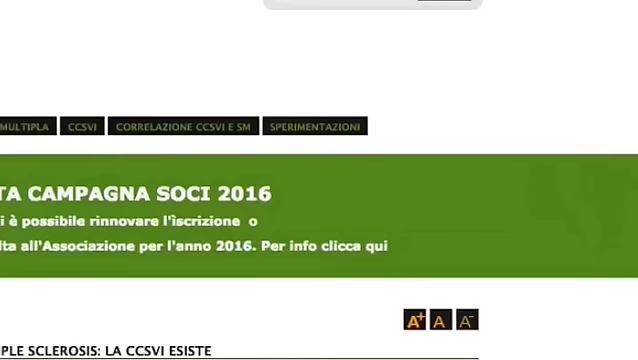 MULTIPLA CCSVI CORRELAZIONE CCSVI E SM SPERIMENTAZIONI
TA CAMPAGNA SOCI 2016
i è possibile rinnovare l'iscrizione o
lta all'Associazione per l'anno 2016. Per info clicca qui
A+ A A-
PLE SCLEROSIS: LA CCSVI ESISTE